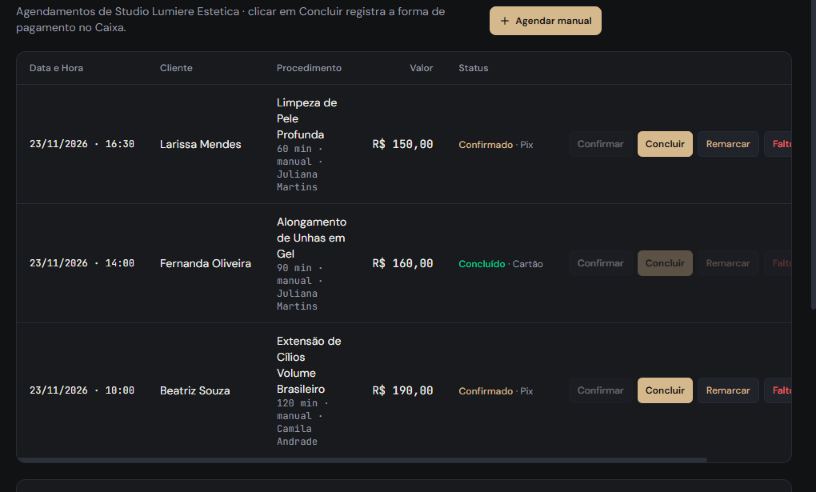 Agendamentos de Studio Lumiere Estetica · clicar em Concluir registra a forma de
pagamento no Caixa.
+ Agendar manual
Data e Hora Cliente Procedimento Valor Status
23/11/2026 · 16:30 Larissa Mendes
Limpeza de
Pele
Profunda
60 min ·
manual ·
Juliana
Martins
R$ 150,00 Confirmado · Pix Confirmar Concluir Remarcar Falto
23/11/2026 · 14:00 Fernanda Oliveira
Alongamento
de Unhas em
Gel
90 min ·
manual ·
Juliana
Martins
R$ 160,00 Concluído · Cartão Confirmar Concluir Remarcar Falto
23/11/2026 · 10:00 Beatriz Souza
Extensão de
Cílios
Volume
Brasileiro
120 min ·
manual ·
Camila
Andrade
R$ 190,00 Confirmado · Pix Confirmar Concluir Remarcar Falto